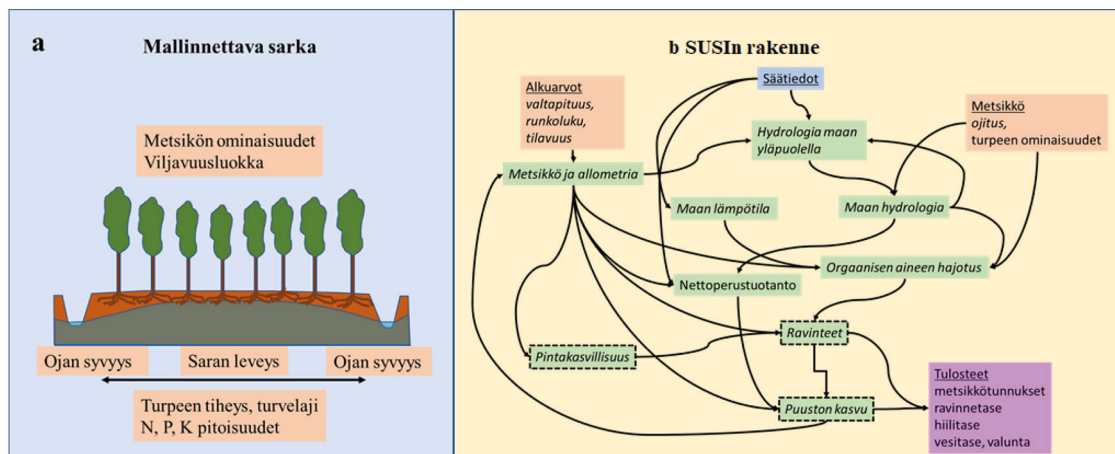 a
Mallinnettava sarka
Metsikön ominaisuudet
Viljavuusluokka
Ojan syvyys
Saran leveys
Ojan syvyys
Turpeen tiheys, turvelaji
N, P, K pitoisuudet
b SUSIn rakenne
Alkuarvot
valtapituus,
runkoluku,
tilavuus
Säätiedot
Metsikkö
ojitus,
turpeen ominaisuudet
Hydrologia maan
yläpuolella
Metsikkö ja allometria
Maan lämpötila
Maan hydrologia
Orgaanisen aineen hajotus
Nettoperustuotanto
Ravinteet
Pintakasvillisuus
Puuston kasvu
Tulosteet
metsikkötunnukset
ravinnetase
hiilitase
vesitase, valunta